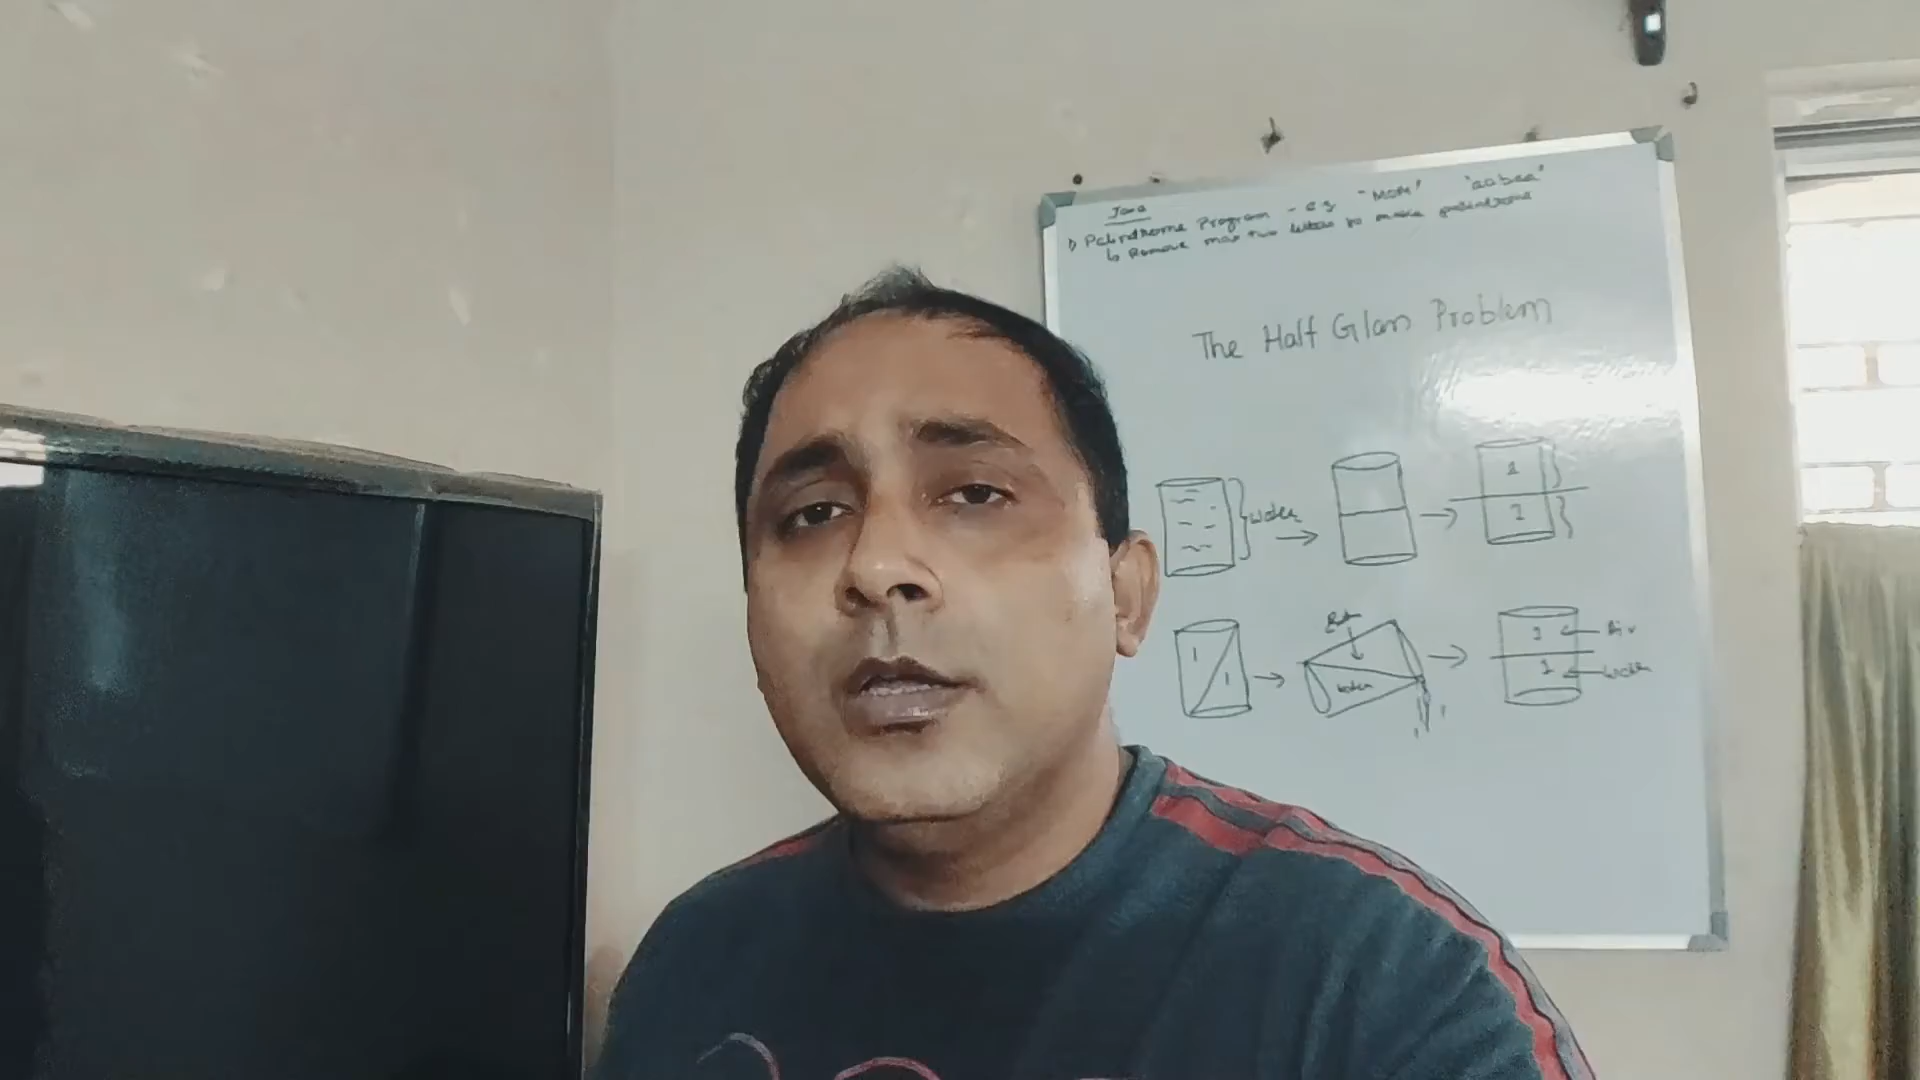 Java
1) Palindrome Program - eg "MOM" "aabaa"
↳ Remove max two letters to make palindrome
The Half Glass Problem
water → → 1
1
1
1 → water → 1 ← Air
1 ← water